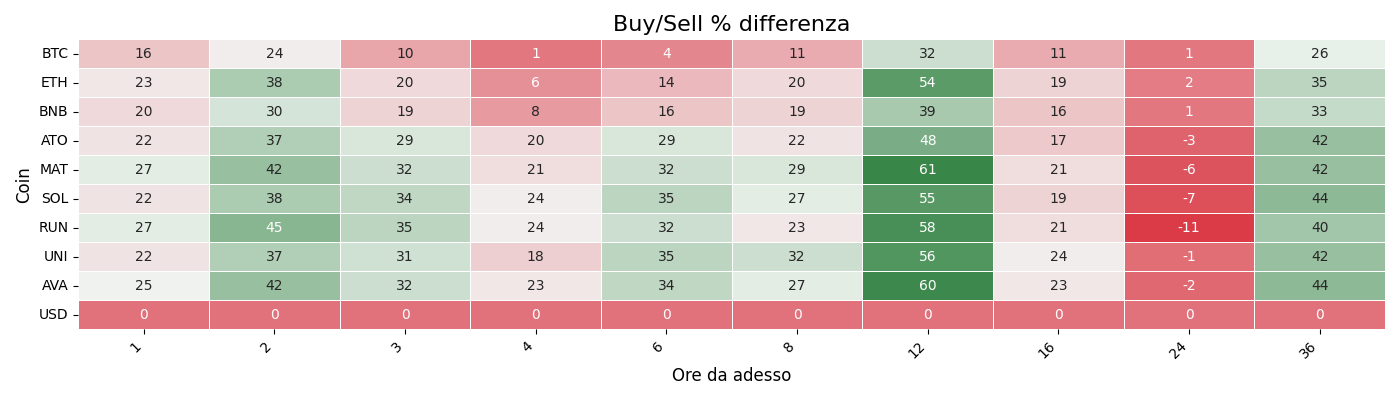 Buy/Sell % differenza
Coin
BTC 16 24 10 1 4 11 32 11 1 26
ETH 23 38 20 6 14 20 54 19 2 35
BNB 20 30 19 8 16 19 39 16 1 33
ATO 22 37 29 20 29 22 48 17 -3 42
MAT 27 42 32 21 32 29 61 21 -6 42
SOL 22 38 34 24 35 27 55 19 -7 44
RUN 27 45 35 24 32 23 58 21 -11 40
UNI 22 37 31 18 35 32 56 24 -1 42
AVA 25 42 32 23 34 27 60 23 -2 44
USD 0 0 0 0 0 0 0 0 0 0
1 2 3 4 6 8 12 16 24 36
Ore da adesso